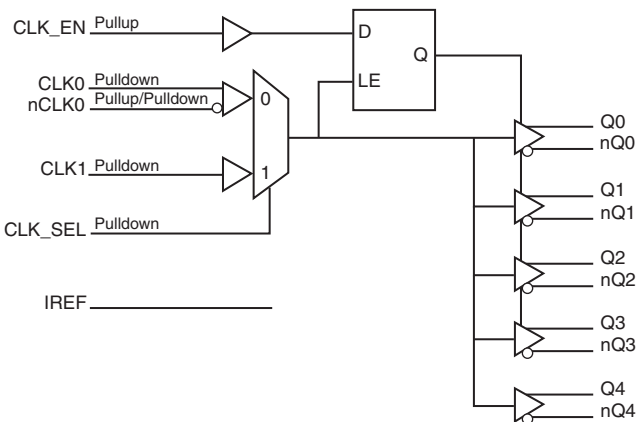 CLK_EN Pullup
D
Q
LE
CLK0 Pulldown
nCLK0 Pullup/Pulldown
0
CLK1 Pulldown
1
CLK_SEL Pulldown
IREF
Q0
nQ0
Q1
nQ1
Q2
nQ2
Q3
nQ3
Q4
nQ4